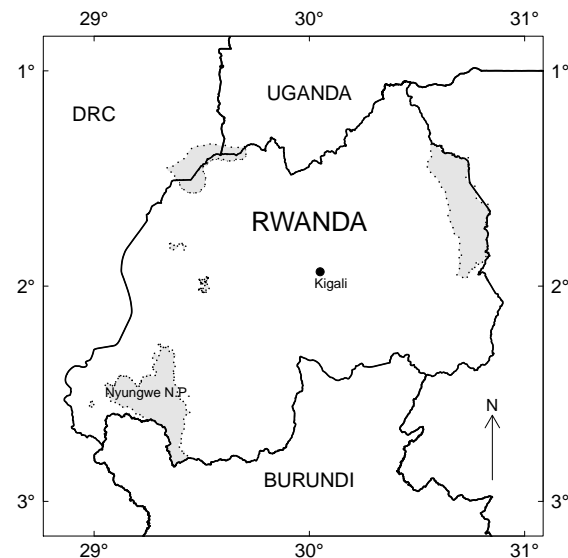 29° 30° 31°
1° 1°
UGANDA
DRC
RWANDA
Kigali
2° 2°
Nyungwe N.P.
N
BURUNDI
3° 3°
29° 30° 31°